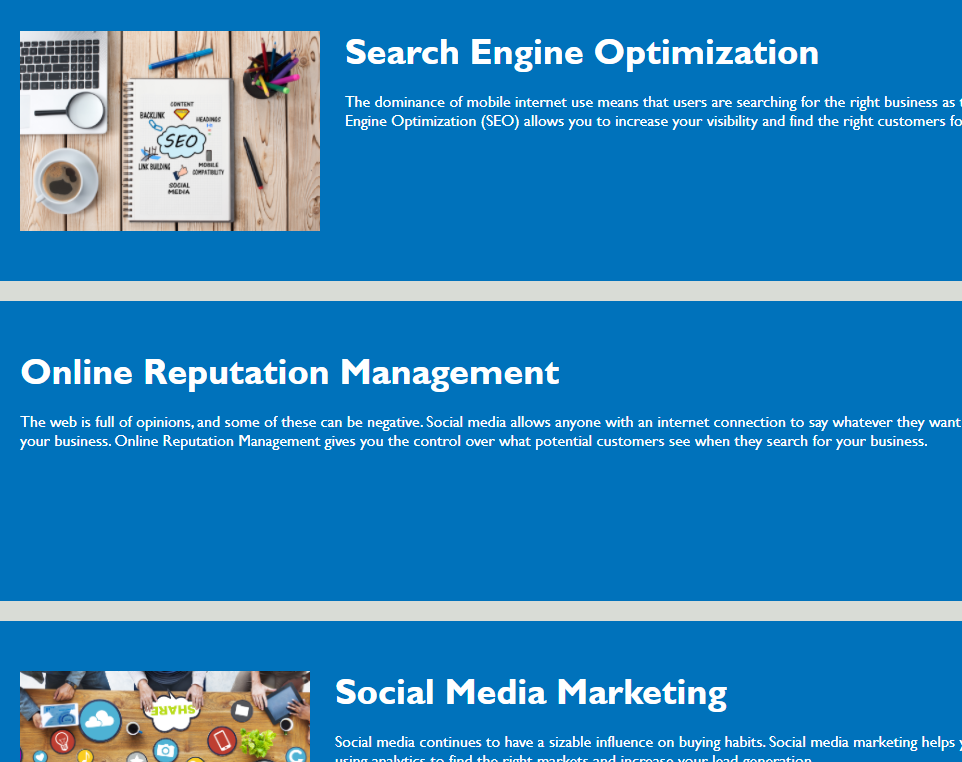 Search Engine Optimization
The dominance of mobile internet use means that users are searching for the right business as
Engine Optimization (SEO) allows you to increase your visibility and find the right customers
CONTENT
BACKLINK
HEADINGS
SEO
LINK BUILDING
MOBILE
COMPATIBILITY
SOCIAL
MEDIA
Online Reputation Management
The web is full of opinions, and some of these can be negative. Social media allows anyone with an internet connection to say whatever they want
your business. Online Reputation Management gives you the control over what potential customers see when they search for your business.
SHARE
Social Media Marketing
Social media continues to have a sizable influence on buying habits. Social media marketing helps
using analytics to find the right markets and increase your lead generation.